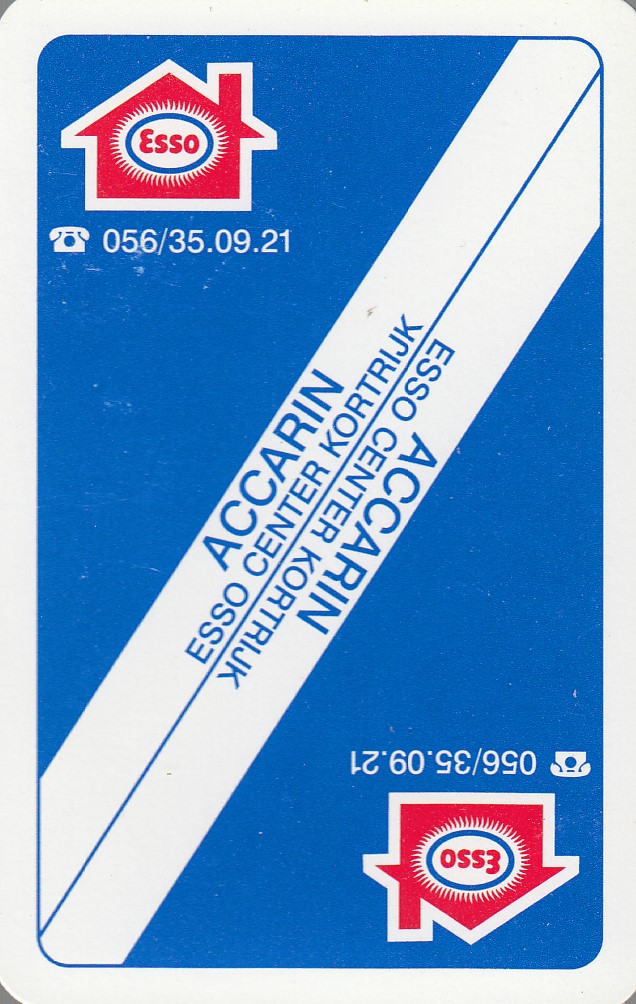 Esso
☎ 056/35.09.21
ACCARIN
ESSO CENTER KORTRIJK
ESSO CENTER KORTRIJK
ACCARIN
☎ 056/35.09.21
Esso